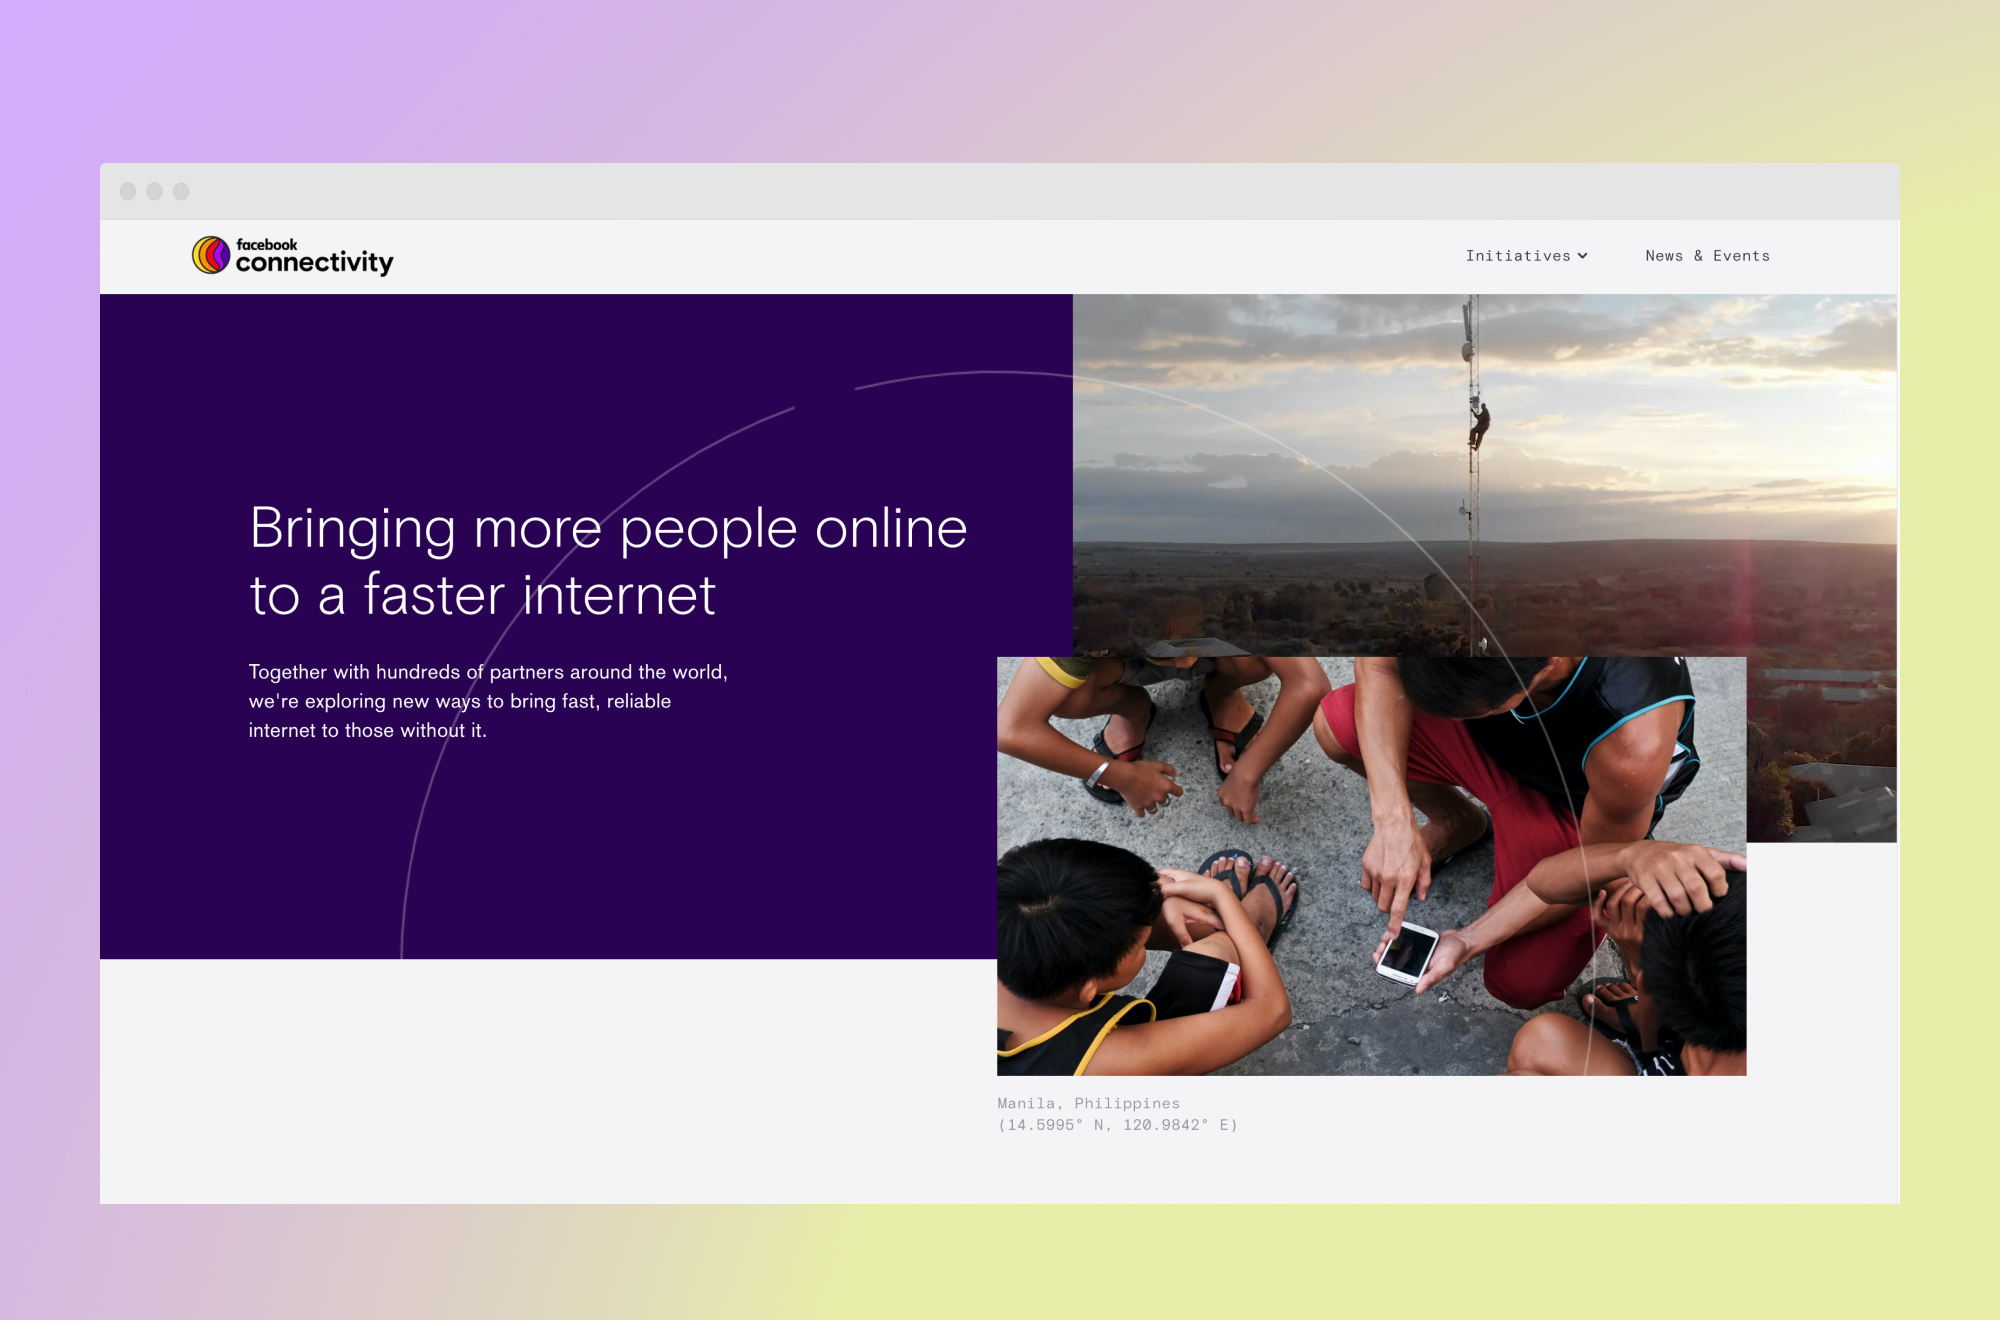 facebook
connectivity
Initiatives
News & Events
Bringing more people online
to a faster internet
Together with hundreds of partners around the world,
we're exploring new ways to bring fast, reliable
internet to those without it.
Manila, Philippines
(14.5995° N, 120.9842° E)